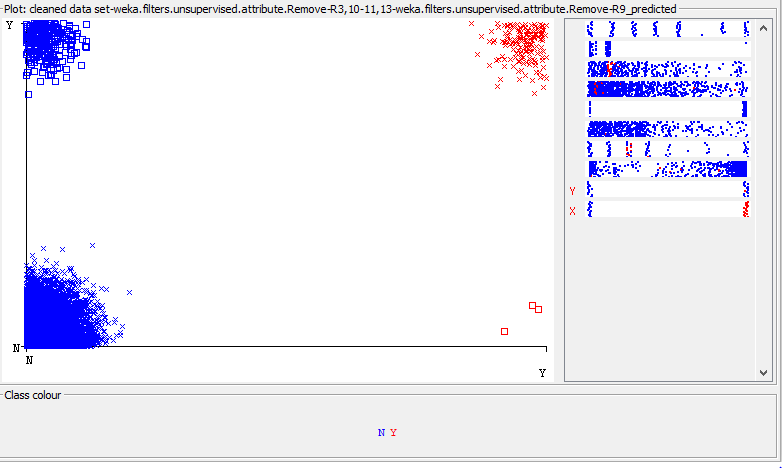 Plot: cleaned data set-weka.filters.unsupervised.attribute.Remove-R3,10-11,13-weka.filters.unsupervised.attribute.Remove-R9_predicted
Y
N
N
Y
Y
X
Class colour
N Y